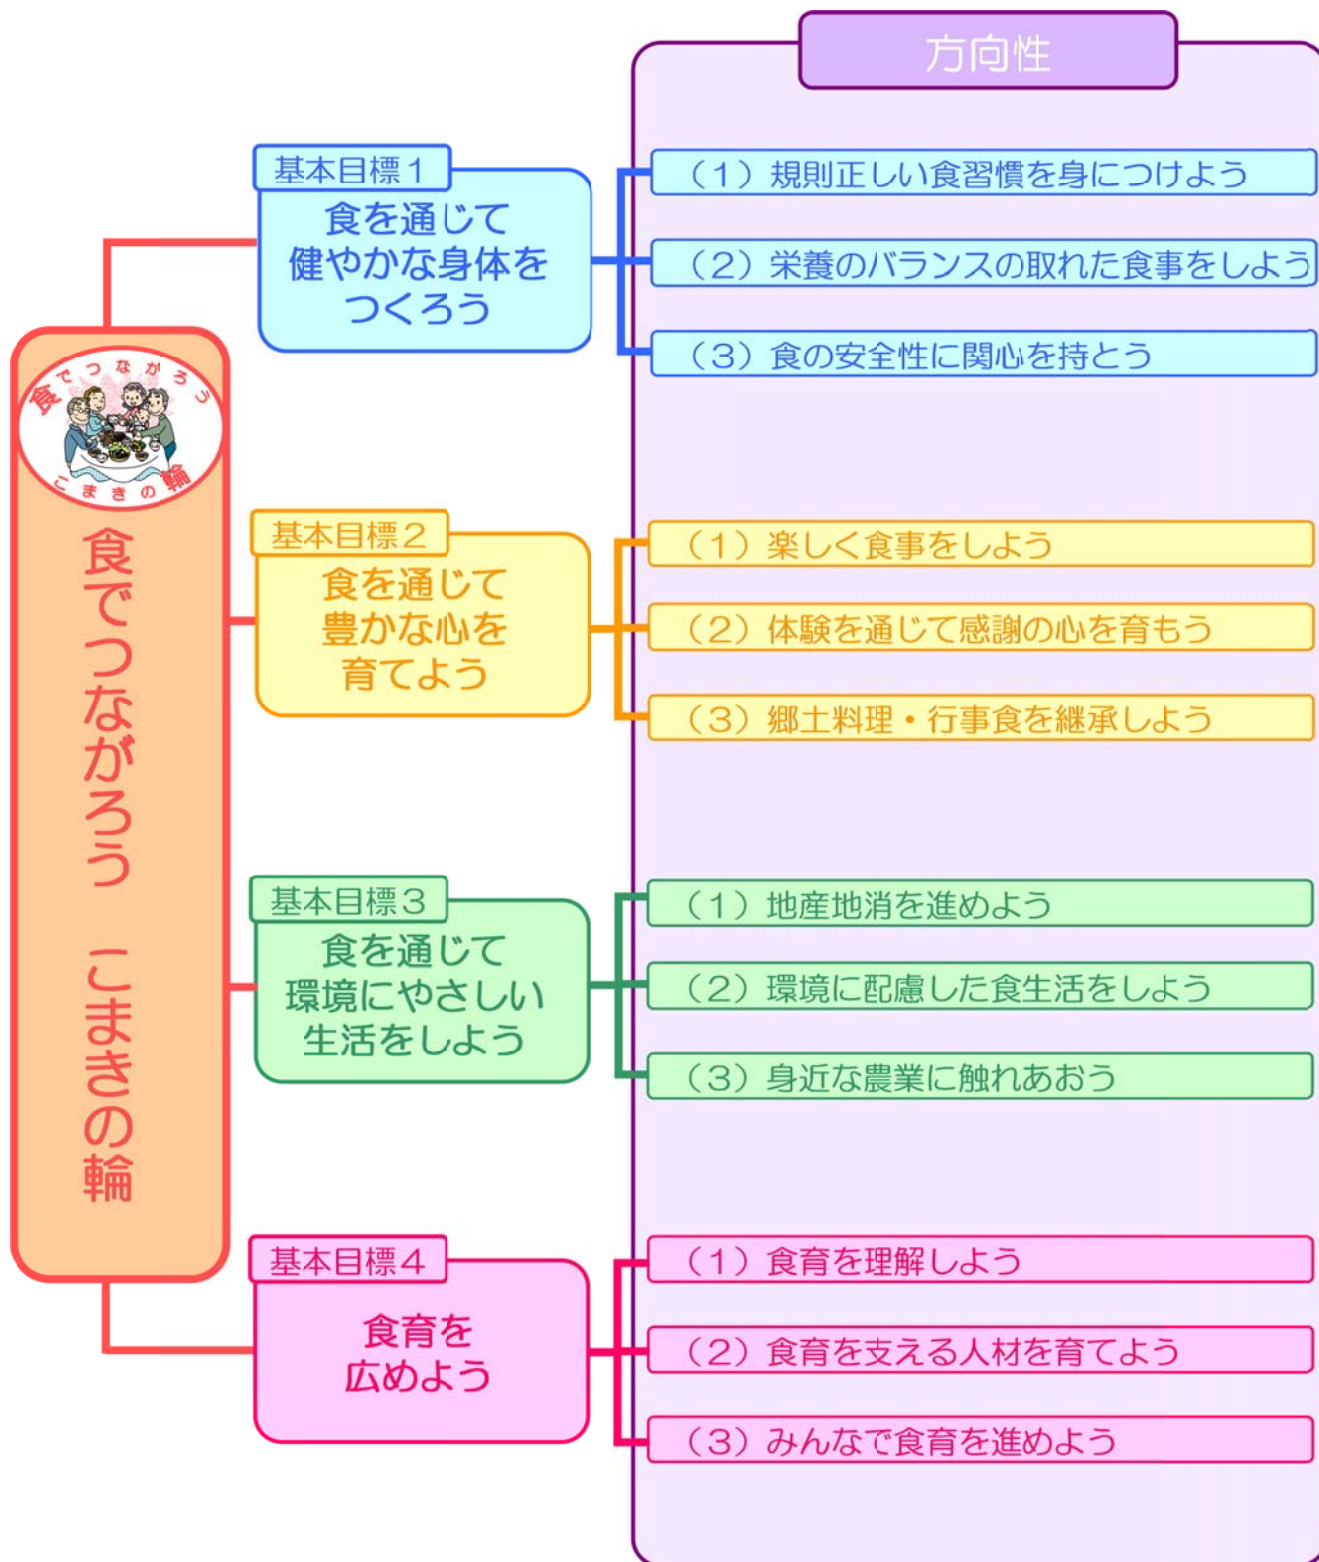 方向性
食でつながろう
こまきの輪
食でつながろう　こまきの輪
基本目標１
食を通じて
健やかな身体を
つくろう
（１）規則正しい食習慣を身につけよう
（２）栄養のバランスの取れた食事をしよう
（３）食の安全性に関心を持とう
基本目標２
食を通じて
豊かな心を
育てよう
（１）楽しく食事をしよう
（２）体験を通じて感謝の心を育もう
（３）郷土料理・行事食を継承しよう
基本目標３
食を通じて
環境にやさしい
生活をしよう
（１）地産地消を進めよう
（２）環境に配慮した食生活をしよう
（３）身近な農業に触れあおう
基本目標４
食育を
広めよう
（１）食育を理解しよう
（２）食育を支える人材を育てよう
（３）みんなで食育を進めよう